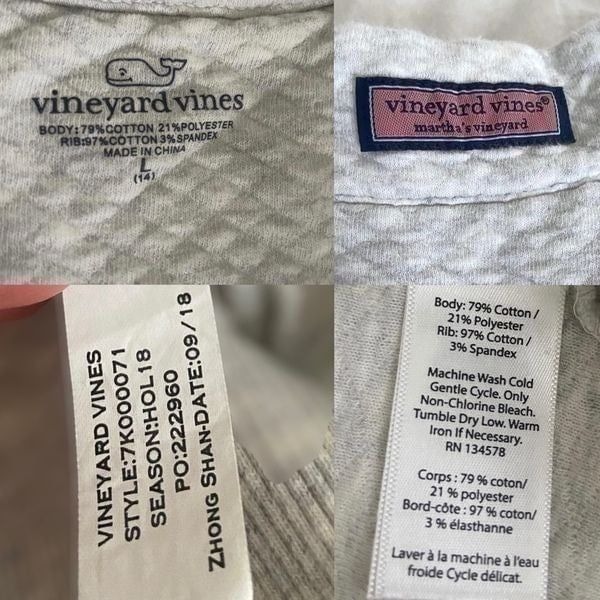 vineyard vines
BODY:79%COTTON 21%POLYESTER
RIB:97%COTTON 3%SPANDEX
MADE IN CHINA
L
(14)
vineyard vines®
martha's vineyard
VINEYARD VINES
STYLE:7K000071
SEASON:HOL18
PO:222960
ZHONG SHAN-DATE:09/18
Body: 79% Cotton /
21% Polyester
Rib: 97% Cotton /
3% Spandex
Machine Wash Cold
Gentle Cycle. Only
Non-Chlorine Bleach.
Tumble Dry Low. Warm
Iron If Necessary.
RN 134578
Corps : 79 % coton/
21 % polyester
Bord-côte : 97 % coton/
3 % élasthanne
Laver à la machine à l'eau
froide Cycle délicat.